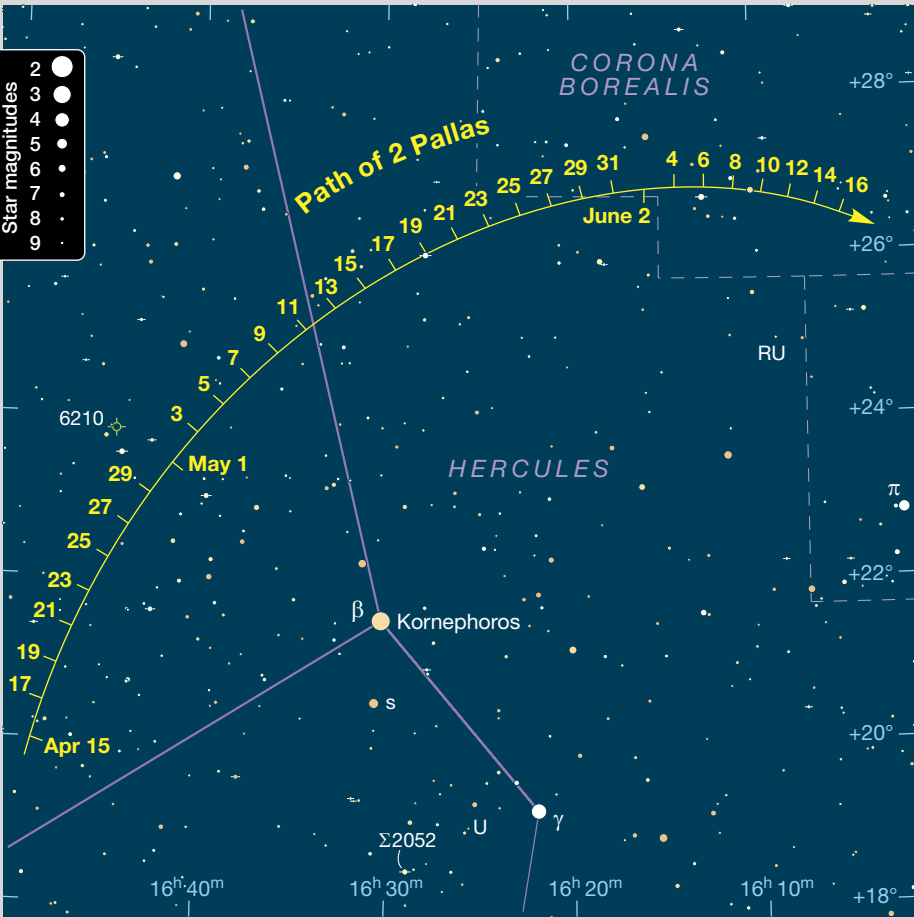 Star magnitudes
2
3
4
5
6
7
8
9
CORONA
BOREALIS
+28°
Path of 2 Pallas
Apr 15
17
19
21
23
25
27
29
May 1
3
5
7
9
11
13
15
17
19
21
23
25
27
29
31
June 2
4
6
8
10
12
14
16
+26°
RU
6210
+24°
HERCULES
π
+22°
β
Kornephoros
s
+20°
U
γ
Σ2052
16h 40m
16h 30m
16h 20m
16h 10m
+18°